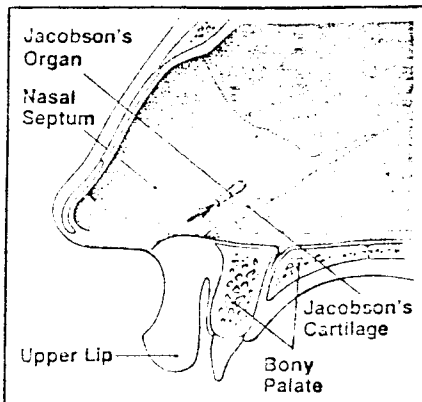 Jacobson's
Organ
Nasal
Septum
Jacobson's
Cartilage
Upper Lip
Bony
Palate